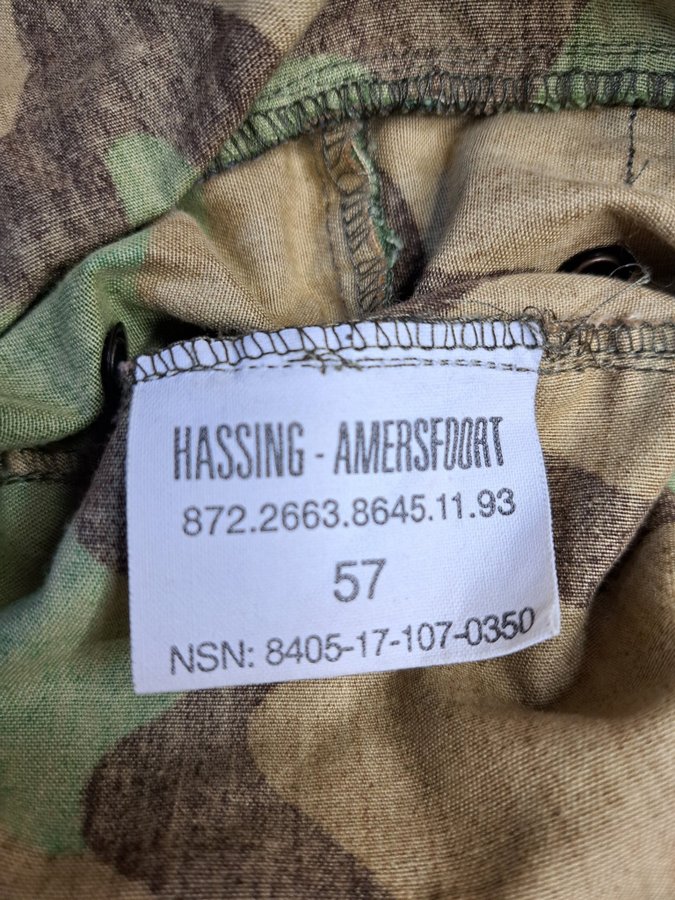 HASSING - AMERSFOORT
872.2663.8645.11.93
57
NSN: 8405-17-107-0350